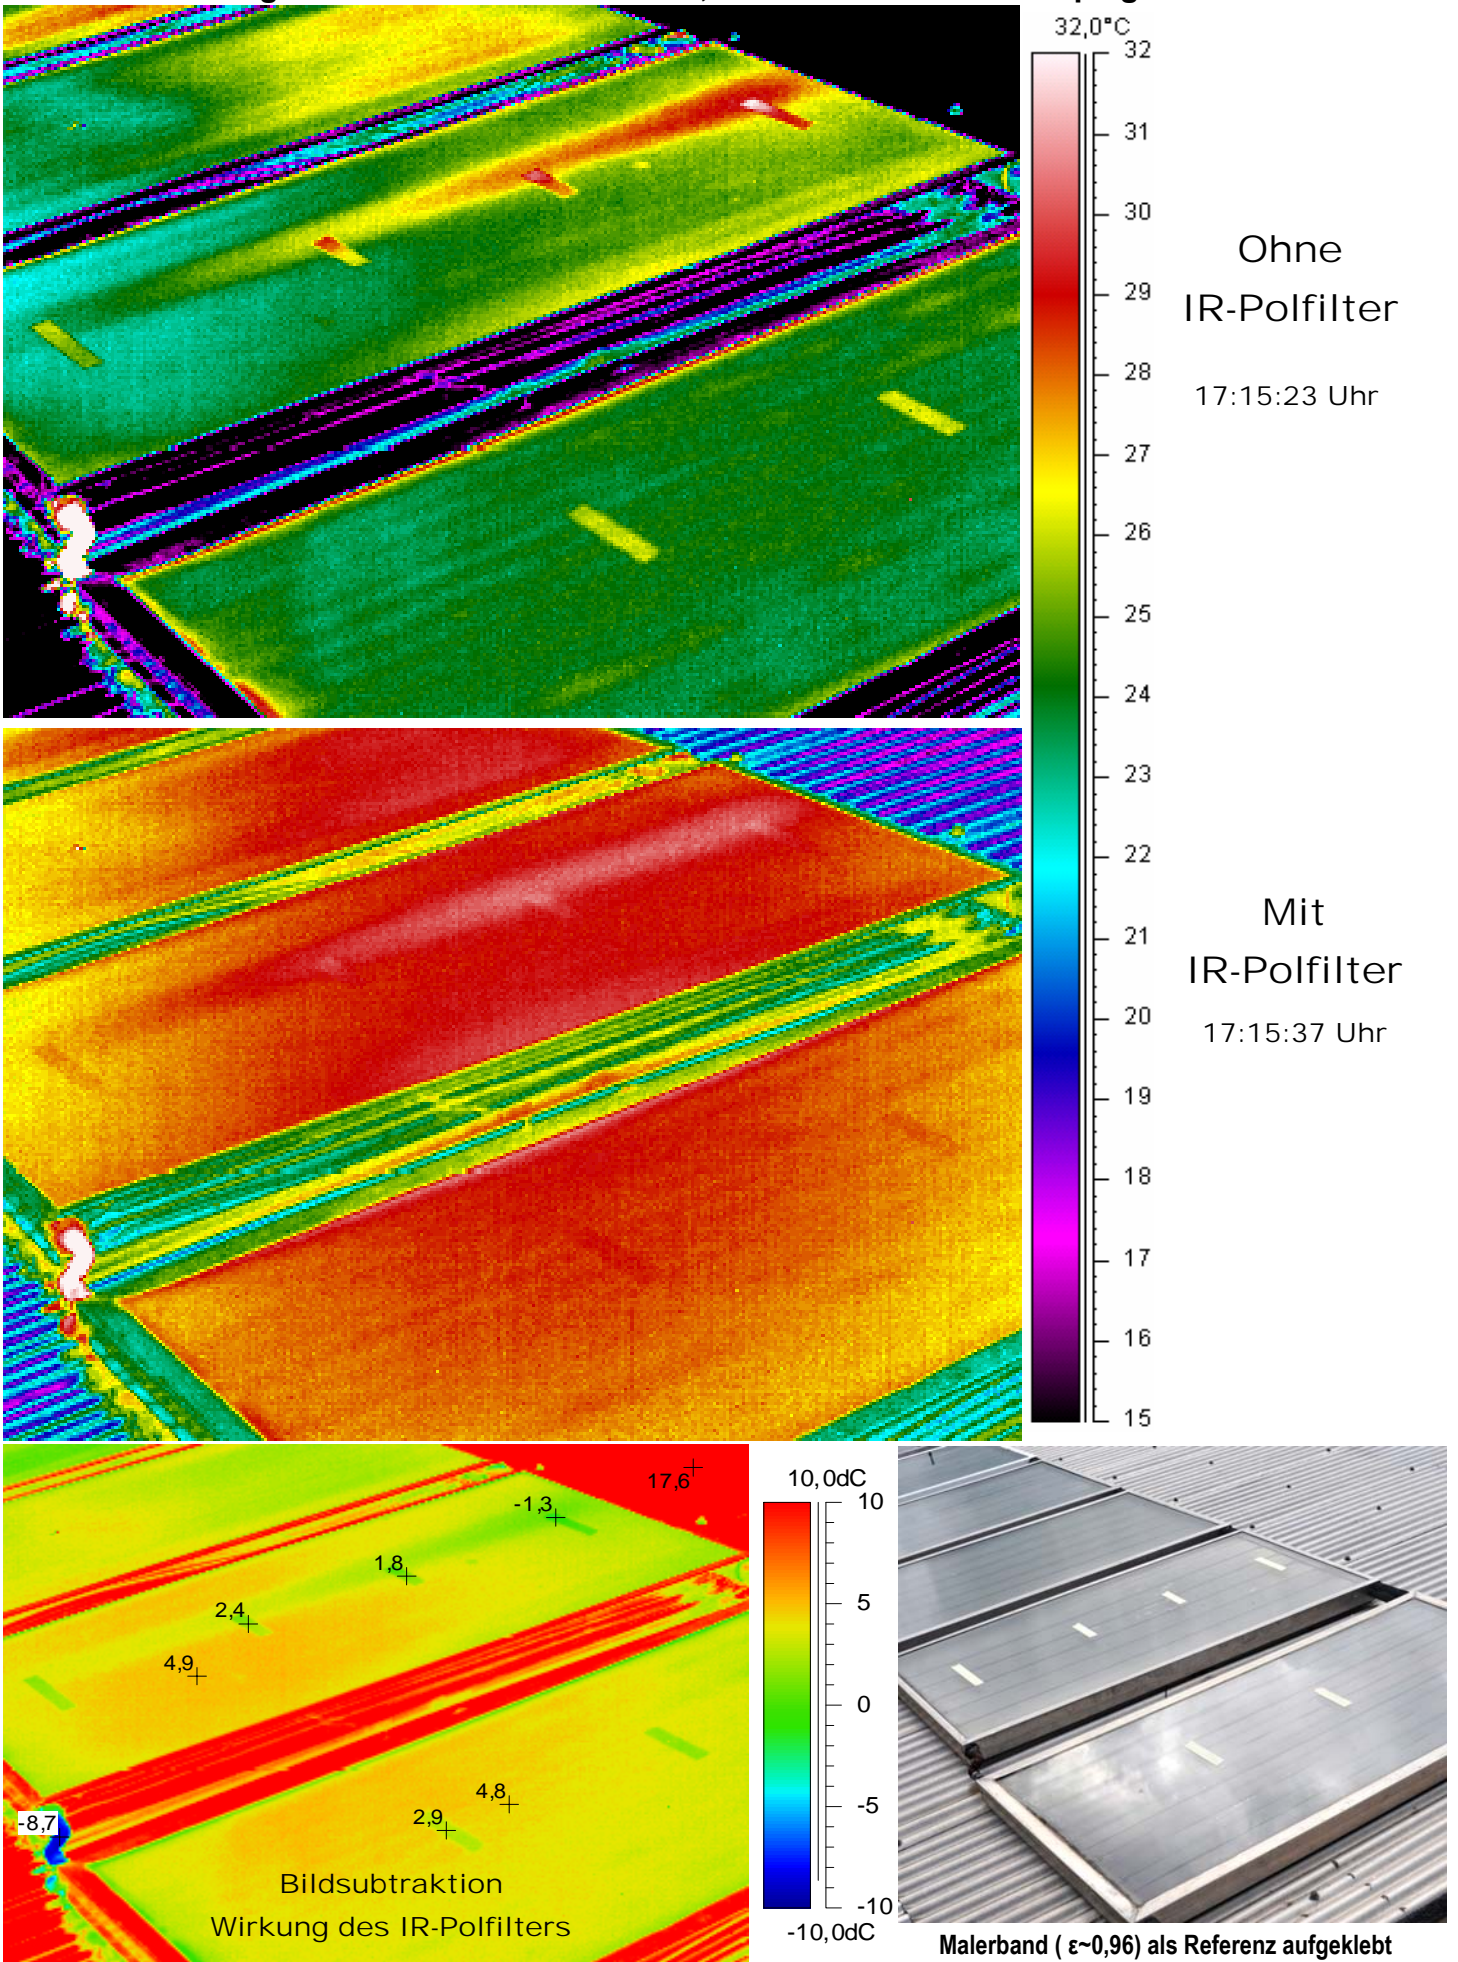 32,0°C
32
31
30
29
28
27
26
25
24
23
22
21
20
19
18
17
16
15
Ohne
IR-Polfilter
17:15:23 Uhr
Mit
IR-Polfilter
17:15:37 Uhr
17,6
-1,3
1,8
2,4
4,9
4,8
2,9
-8,7
Bildsubtraktion
Wirkung des IR-Polfilters
10,0dC
10
5
0
-5
-10
-10,0dC
Malerband ( ε~0,96) als Referenz aufgeklebt